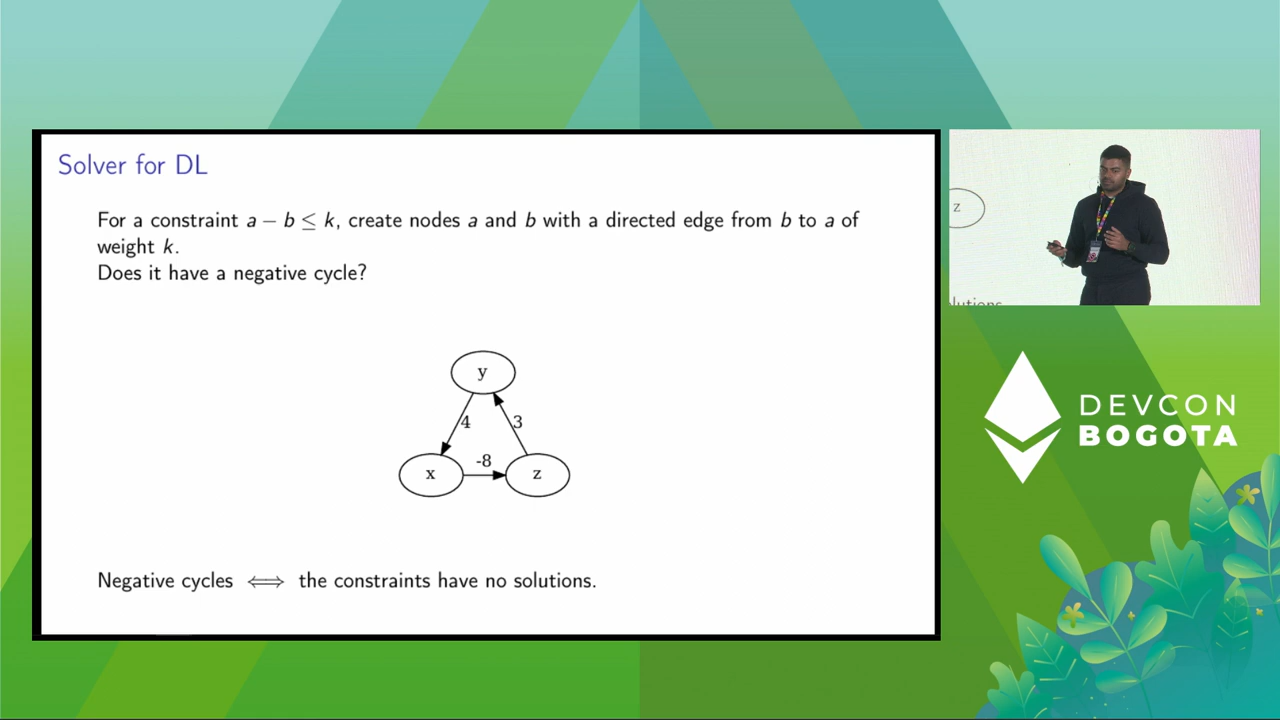 Solver for DL
For a constraint a − b ≤ k, create nodes a and b with a directed edge from b to a of
weight k.
Does it have a negative cycle?
y
4
3
-8
x
z
Negative cycles ⟺ the constraints have no solutions.
z
lutions
DEVCON
BOGOTA